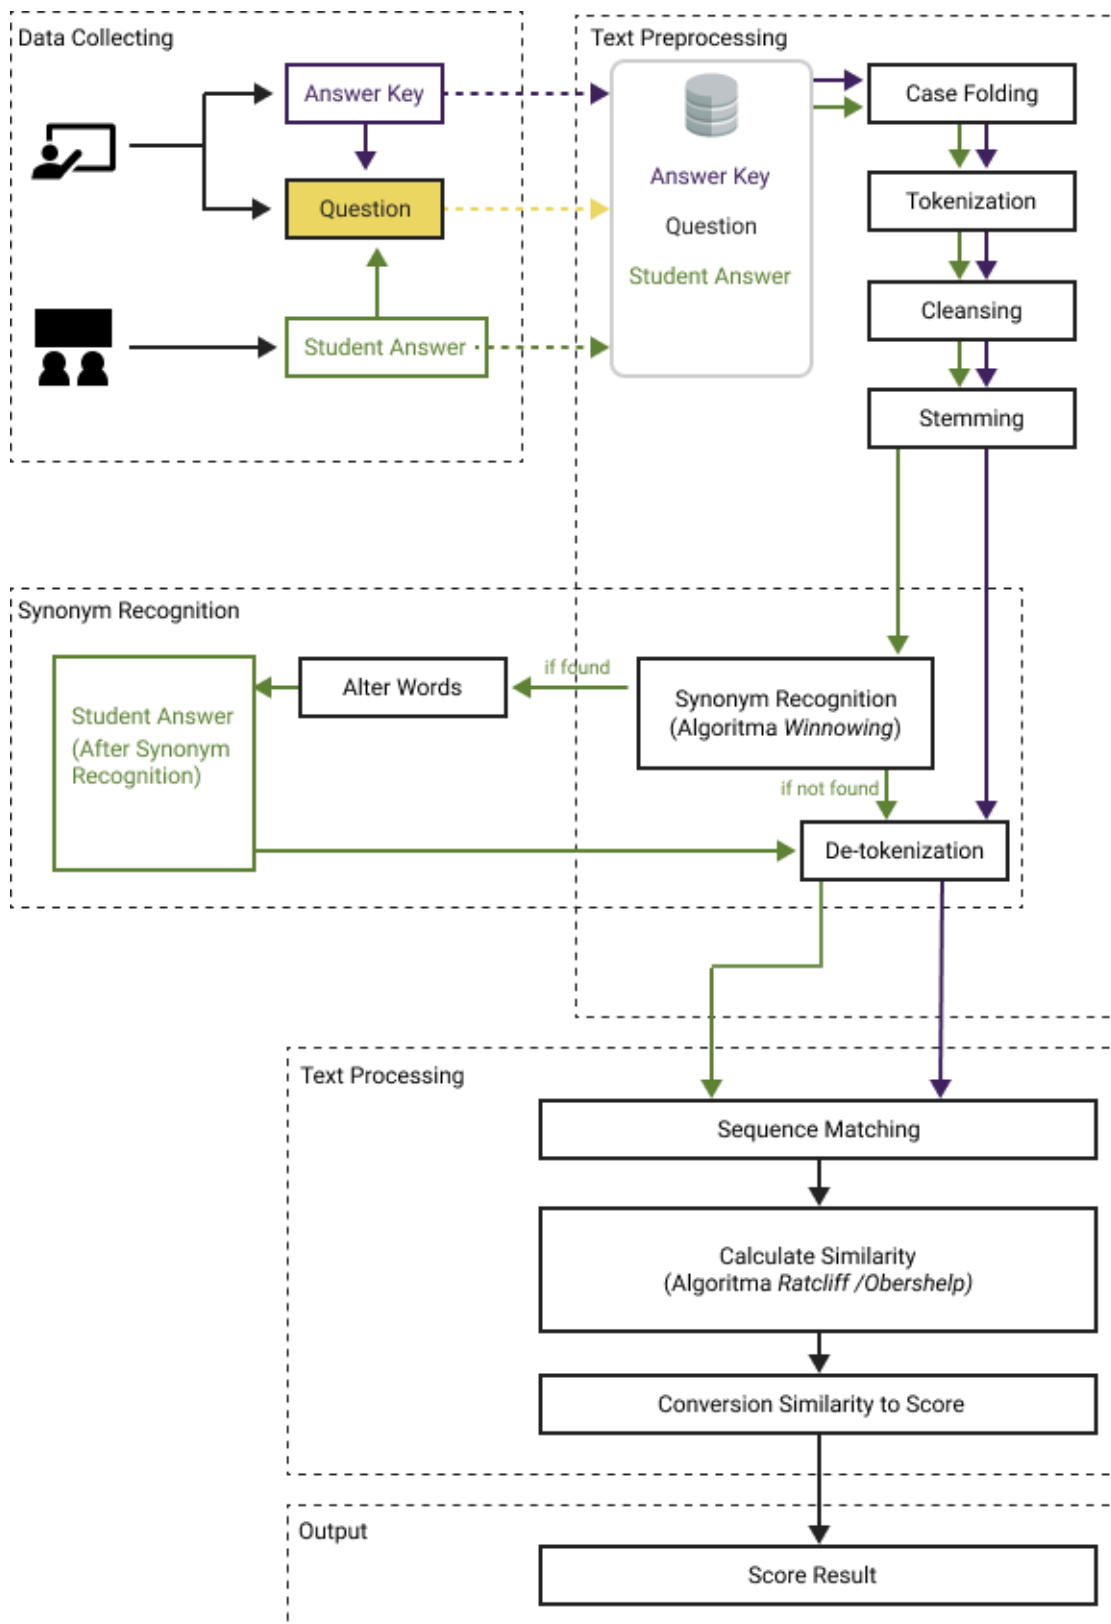 Data Collecting
Answer Key
Question
Student Answer
Text Preprocessing
Answer Key
Question
Student Answer
Case Folding
Tokenization
Cleansing
Stemming
Synonym Recognition
Student Answer
(After Synonym
Recognition)
Alter Words
if found
Synonym Recognition
(Algoritma Winnowing)
if not found
De-tokenization
Text Processing
Sequence Matching
Calculate Similarity
(Algoritma Ratcliff /Obershelp)
Conversion Similarity to Score
Output
Score Result